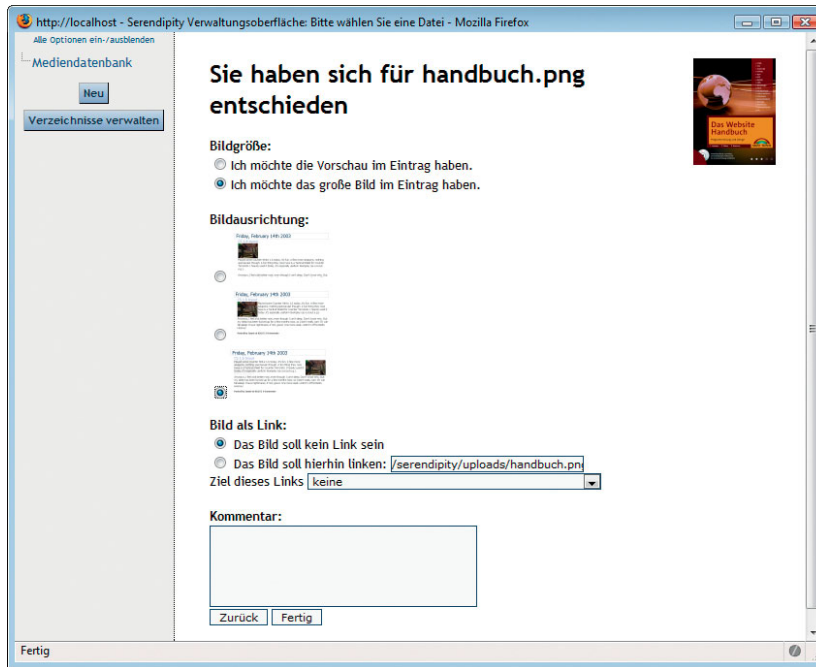 http://localhost - Serendipity Verwaltungsoberfläche: Bitte wählen Sie eine Datei - Mozilla Firefox
Alle Optionen ein-/ausblenden
Mediendatenbank
Neu
Verzeichnisse verwalten
Sie haben sich für handbuch.png
entschieden
Das Website
Handbuch
Bildgröße:
Ich möchte die Vorschau im Eintrag haben.
Ich möchte das große Bild im Eintrag haben.
Bildausrichtung:
Friday, February 14th 2003
Friday, February 14th 2003
Friday, February 14th 2003
Bild als Link:
Das Bild soll kein Link sein
Das Bild soll hierhin linken: /serendipity/uploads/handbuch.pn
Ziel dieses Links keine
Kommentar:
Zurück Fertig
Fertig